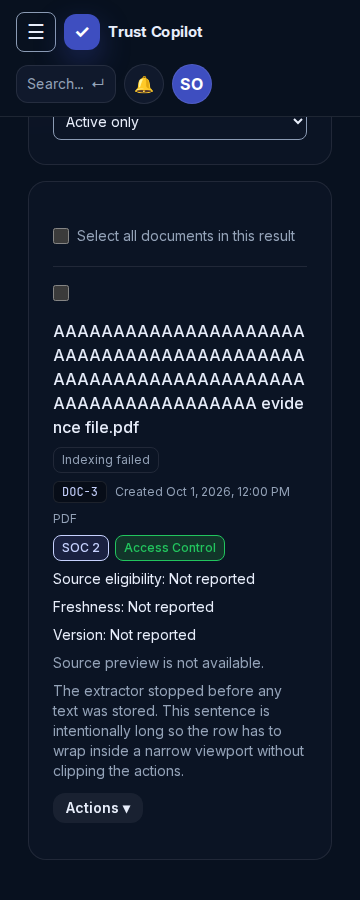 ☰ Trust Copilot
Search... ↵ 🔔 SO
Active only
Select all documents in this result
AAAAAAAAAAAAAAAAAAAAA
AAAAAAAAAAAAAAAAAAAAA
AAAAAAAAAAAAAAAAAAAAA
AAAAAAAAAAAAAAAAA evide
nce file.pdf
Indexing failed
DOC-3 Created Oct 1, 2026, 12:00 PM
PDF
SOC 2 Access Control
Source eligibility: Not reported
Freshness: Not reported
Version: Not reported
Source preview is not available.
The extractor stopped before any
text was stored. This sentence is
intentionally long so the row has to
wrap inside a narrow viewport without
clipping the actions.
Actions ▾